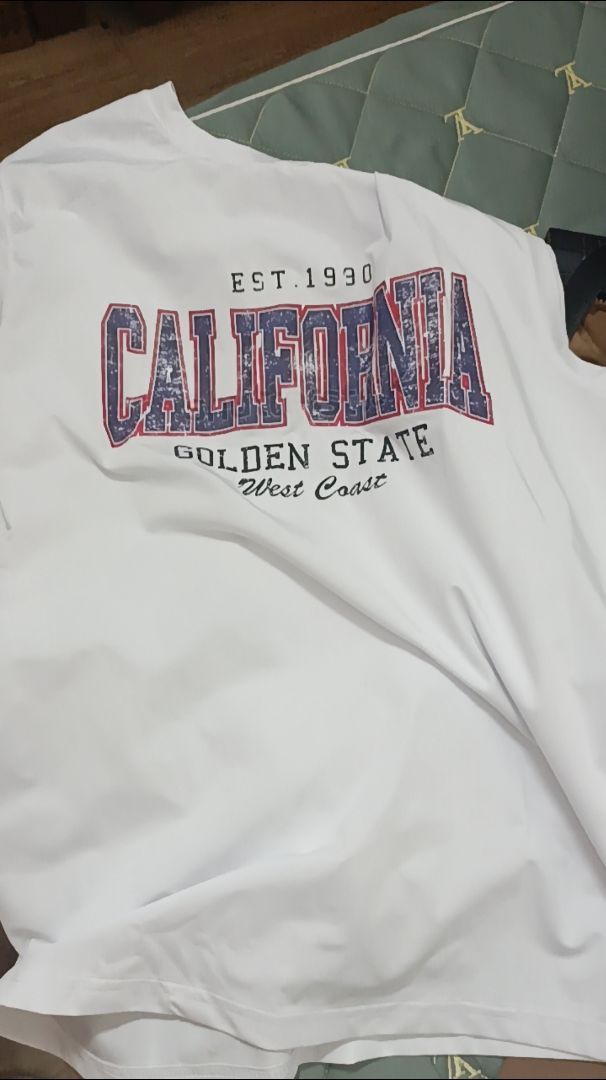 EST.1990
CALIFORNIA
GOLDEN STATE
West Coast